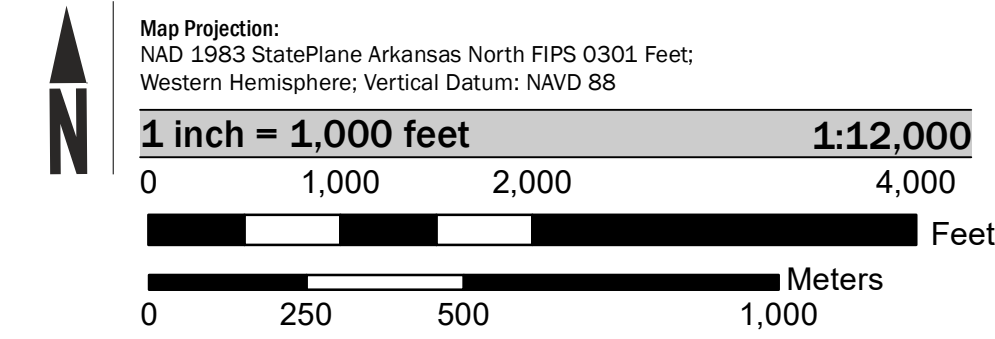 N
Map Projection:
NAD 1983 StatePlane Arkansas North FIPS 0301 Feet;
Western Hemisphere; Vertical Datum: NAVD 88
1 inch = 1,000 feet 1:12,000
0 1,000 2,000 4,000
Feet
Meters
0 250 500 1,000